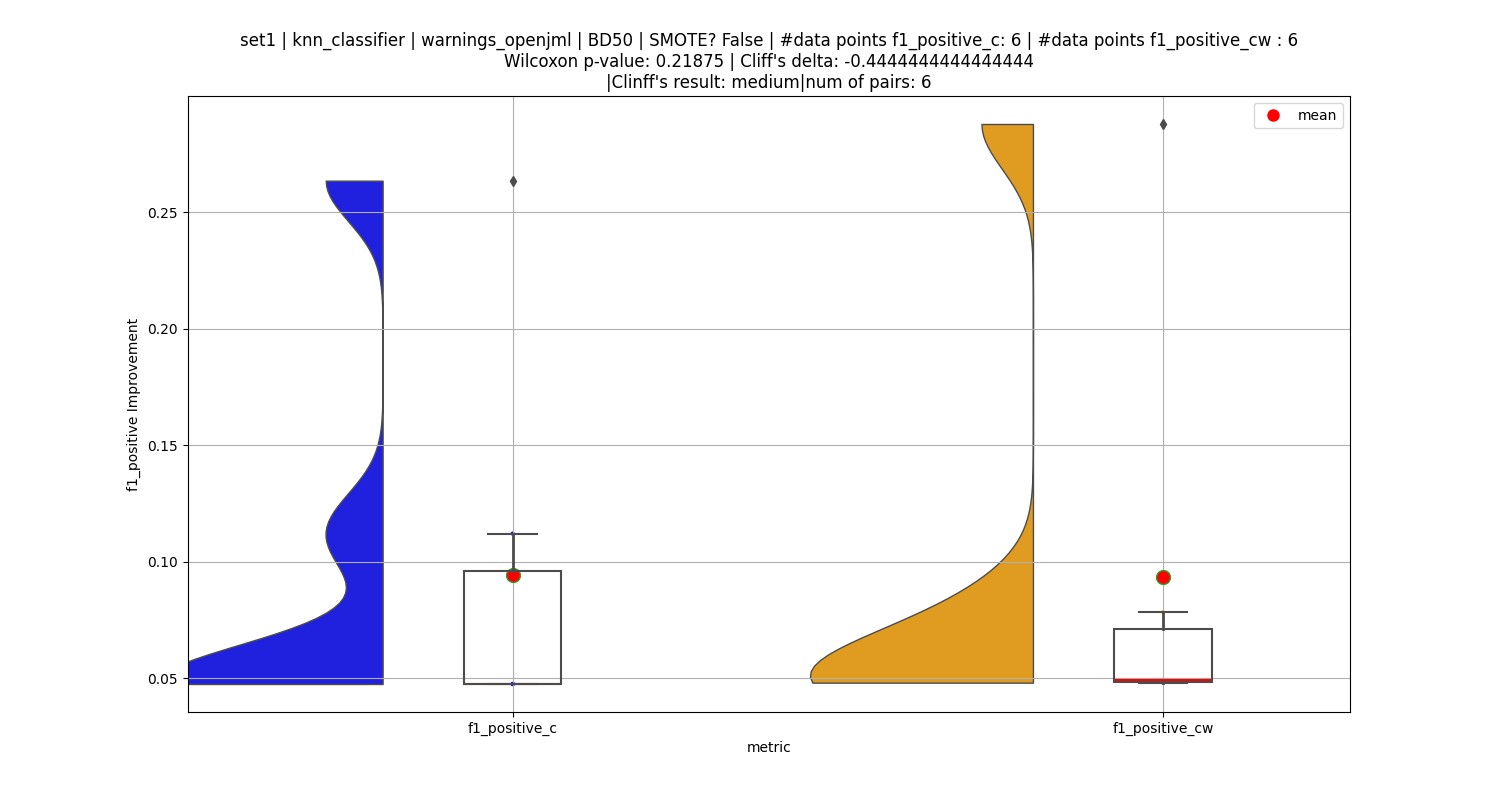 set1 | knn_classifier | warnings_openjml | BD50 | SMOTE? False | #data points f1_positive_c: 6 | #data points f1_positive_cw : 6
Wilcoxon p-value: 0.21875 | Cliff's delta: -0.4444444444444444
|Clinff's result: medium|num of pairs: 6
mean
0.25
0.20
0.15
0.10
0.05
f1_positive Improvement
f1_positive_c
f1_positive_cw
metric